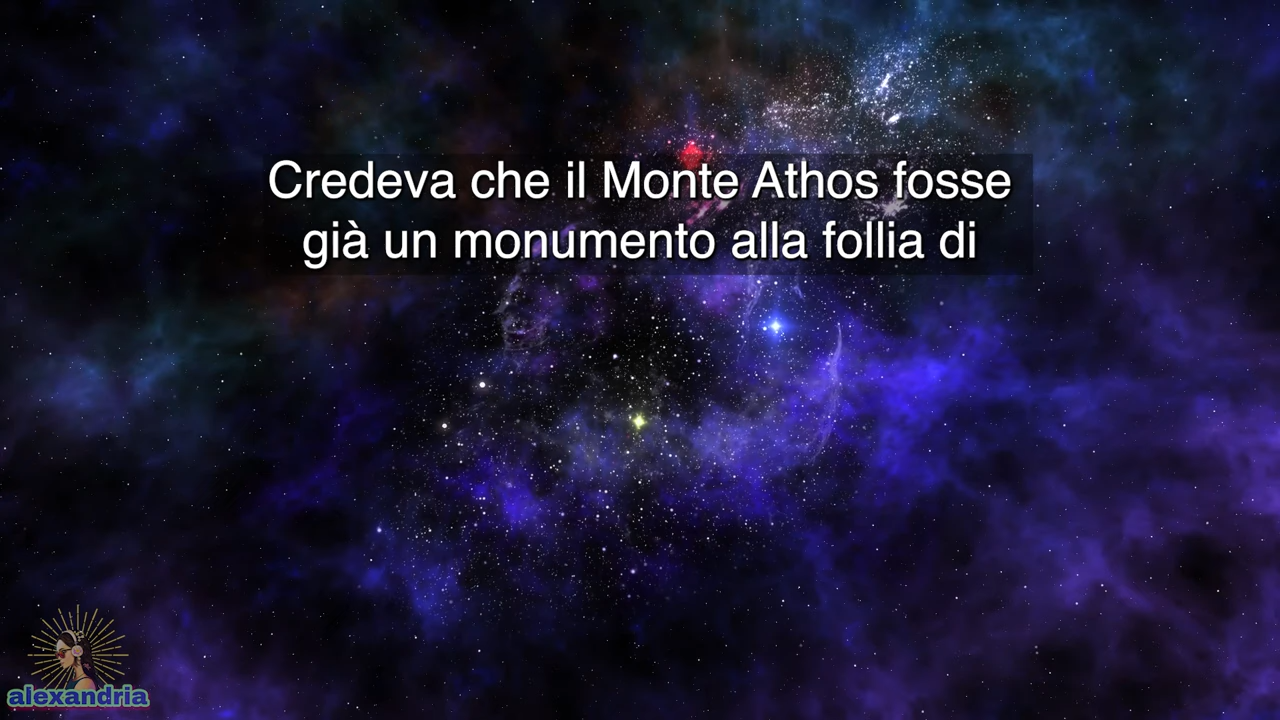 Credeva che il Monte Athos fosse
già un monumento alla follia di
alexandria